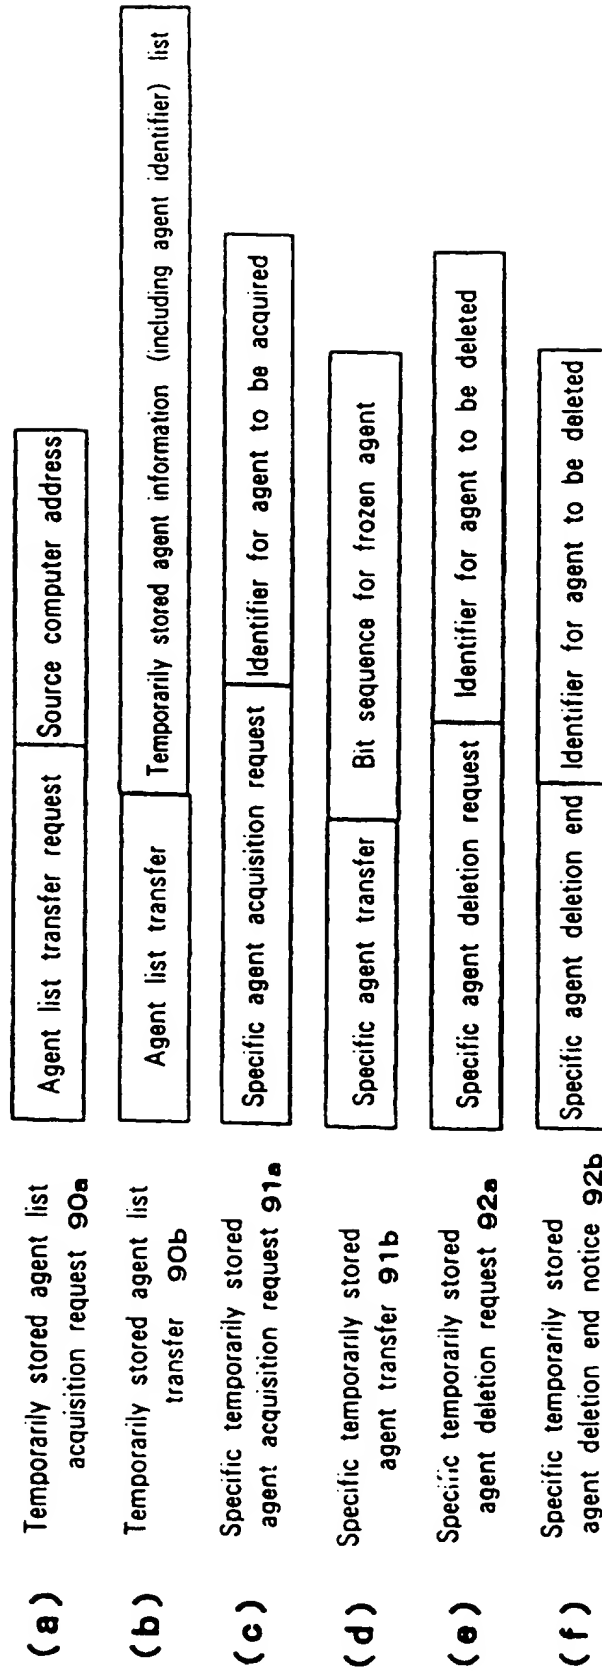 (a)
Temporarily stored agent list
acquisition request 90a
Agent list transfer request
Source computer address
(b)
Temporarily stored agent list
transfer 90b
Agent list transfer
Temporarily stored agent information (including agent identifier) list
(c)
Specific temporarily stored
agent acquisition request 91a
Specific agent acquisition request
Identifier for agent to be acquired
(d)
Specific temporarily stored
agent transfer 91b
Specific agent transfer
Bit sequence for frozen agent
(e)
Specific temporarily stored
agent deletion request 92a
Specific agent deletion request
Identifier for agent to be deleted
(f)
Specific temporarily stored
agent deletion end notice 92b
Specific agent deletion end
Identifier for agent to be deleted